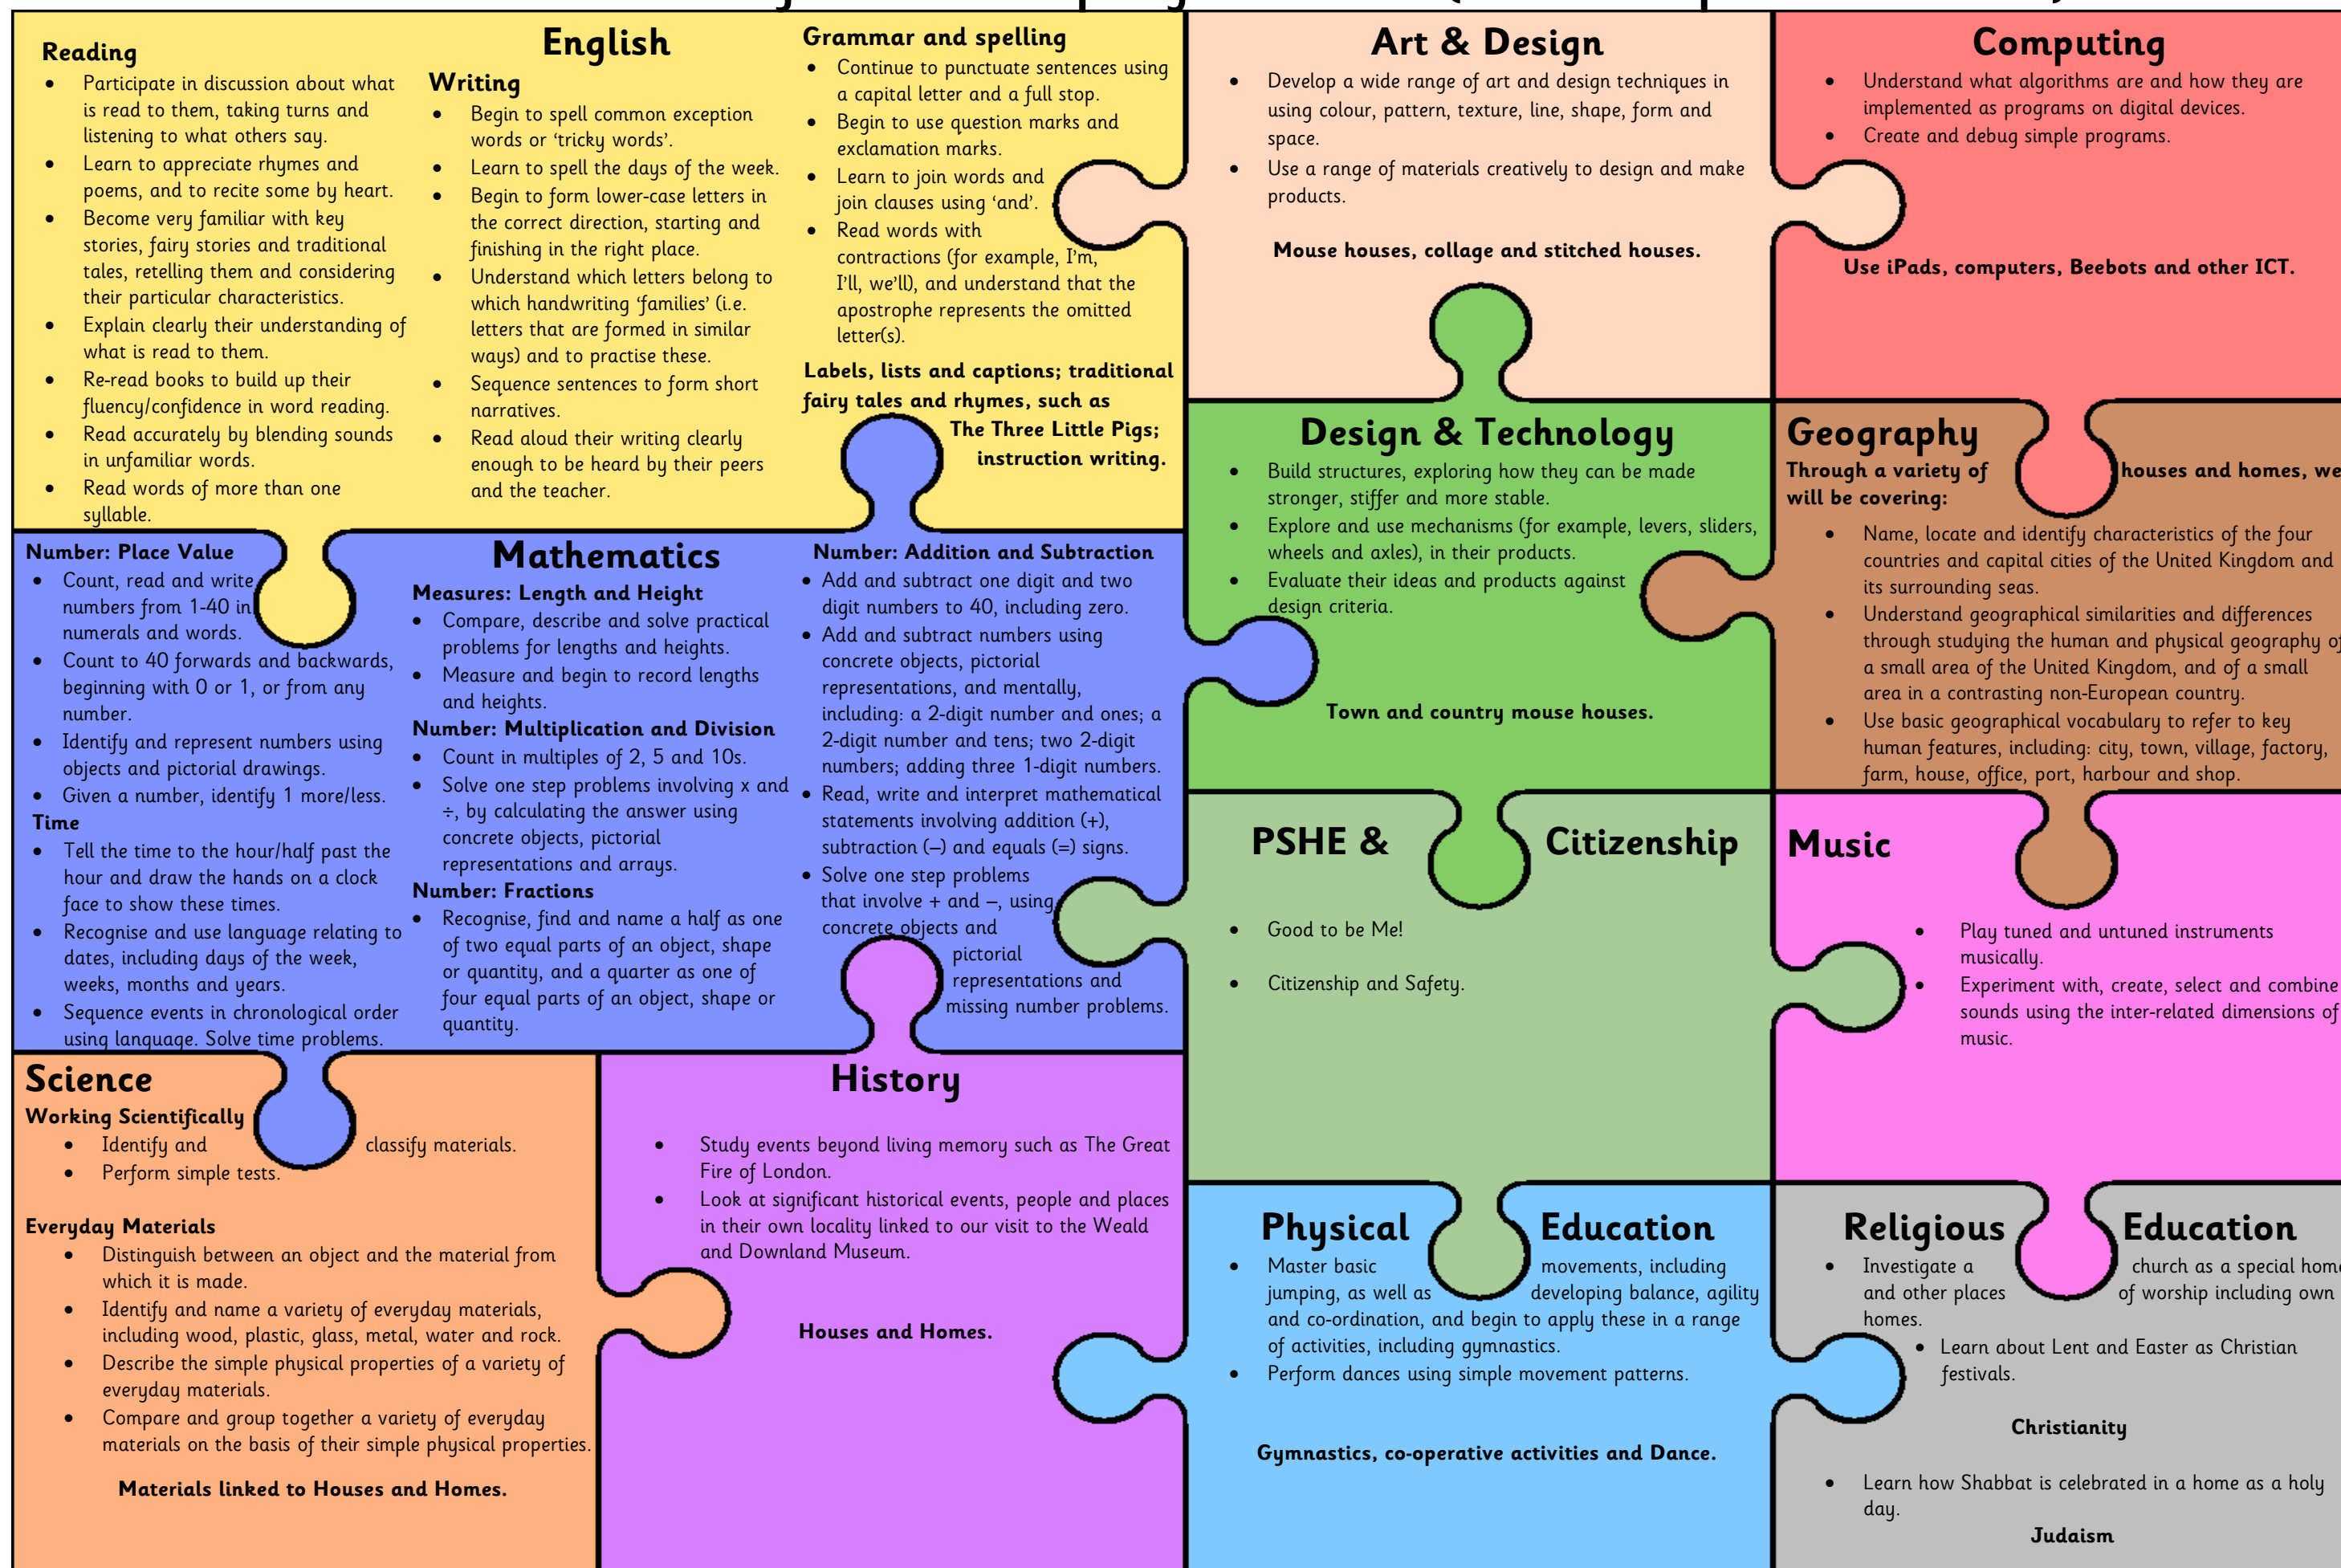 English
Reading
• Participate in discussion about what
is read to them, taking turns and
listening to what others say.
• Learn to appreciate rhymes and
poems, and to recite some by heart.
• Become very familiar with key
stories, fairy stories and traditional
tales, retelling them and considering
their particular characteristics.
• Explain clearly their understanding of
what is read to them.
• Re-read books to build up their
fluency/confidence in word reading.
• Read accurately by blending sounds
in unfamiliar words.
• Read words of more than one
syllable.
Writing
• Begin to spell common exception
words or ‘tricky words’.
• Learn to spell the days of the week.
• Begin to form lower-case letters in
the correct direction, starting and
finishing in the right place.
• Understand which letters belong to
which handwriting ‘families’ (i.e.
letters that are formed in similar
ways) and to practise these.
• Sequence sentences to form short
narratives.
• Read aloud their writing clearly
enough to be heard by their peers
and the teacher.
Grammar and spelling
• Continue to punctuate sentences using
a capital letter and a full stop.
• Begin to use question marks and
exclamation marks.
• Learn to join words and
join clauses using ‘and’.
• Read words with
contractions (for example, I’m,
I’ll, we’ll), and understand that the
apostrophe represents the omitted
letter(s).
Labels, lists and captions; traditional
fairy tales and rhymes, such as
The Three Little Pigs;
instruction writing.
Art & Design
• Develop a wide range of art and design techniques in
using colour, pattern, texture, line, shape, form and
space.
• Use a range of materials creatively to design and make
products.
Mouse houses, collage and stitched houses.
Computing
• Understand what algorithms are and how they are
implemented as programs on digital devices.
• Create and debug simple programs.
Use iPads, computers, Beebots and other ICT.
Design & Technology
• Build structures, exploring how they can be made
stronger, stiffer and more stable.
• Explore and use mechanisms (for example, levers, sliders,
wheels and axles), in their products.
• Evaluate their ideas and products against
design criteria.
Town and country mouse houses.
Geography
Through a variety of houses and homes, we
will be covering:
• Name, locate and identify characteristics of the four
countries and capital cities of the United Kingdom and
its surrounding seas.
• Understand geographical similarities and differences
through studying the human and physical geography of
a small area of the United Kingdom, and of a small
area in a contrasting non-European country.
• Use basic geographical vocabulary to refer to key
human features, including: city, town, village, factory,
farm, house, office, port, harbour and shop.
Mathematics
Number: Place Value
• Count, read and write
numbers from 1-40 in
numerals and words.
• Count to 40 forwards and backwards,
beginning with 0 or 1, or from any
number.
• Identify and represent numbers using
objects and pictorial drawings.
• Given a number, identify 1 more/less.
Time
• Tell the time to the hour/half past the
hour and draw the hands on a clock
face to show these times.
• Recognise and use language relating to
dates, including days of the week,
weeks, months and years.
• Sequence events in chronological order
using language. Solve time problems.
Measures: Length and Height
• Compare, describe and solve practical
problems for lengths and heights.
• Measure and begin to record lengths
and heights.
Number: Multiplication and Division
• Count in multiples of 2, 5 and 10s.
• Solve one step problems involving x and
÷, by calculating the answer using
concrete objects, pictorial
representations and arrays.
Number: Fractions
• Recognise, find and name a half as one
of two equal parts of an object, shape
or quantity, and a quarter as one of
four equal parts of an object, shape or
quantity.
Number: Addition and Subtraction
• Add and subtract one digit and two
digit numbers to 40, including zero.
• Add and subtract numbers using
concrete objects, pictorial
representations, and mentally,
including: a 2-digit number and ones; a
2-digit number and tens; two 2-digit
numbers; adding three 1-digit numbers.
• Read, write and interpret mathematical
statements involving addition (+),
subtraction (–) and equals (=) signs.
• Solve one step problems
that involve + and –, using
concrete objects and
pictorial
representations and
missing number problems.
PSHE & Citizenship
• Good to be Me!
• Citizenship and Safety.
Music
• Play tuned and untuned instruments
musically.
• Experiment with, create, select and combine
sounds using the inter-related dimensions of
music.
Science
Working Scientifically
• Identify and classify materials.
• Perform simple tests.
Everyday Materials
• Distinguish between an object and the material from
which it is made.
• Identify and name a variety of everyday materials,
including wood, plastic, glass, metal, water and rock.
• Describe the simple physical properties of a variety of
everyday materials.
• Compare and group together a variety of everyday
materials on the basis of their simple physical properties.
Materials linked to Houses and Homes.
History
• Study events beyond living memory such as The Great
Fire of London.
• Look at significant historical events, people and places
in their own locality linked to our visit to the Weald
and Downland Museum.
Houses and Homes.
Physical Education
• Master basic movements, including
jumping, as well as developing balance, agility
and co-ordination, and begin to apply these in a range
of activities, including gymnastics.
• Perform dances using simple movement patterns.
Gymnastics, co-operative activities and Dance.
Religious Education
• Investigate a church as a special home
and other places of worship including own
homes.
• Learn about Lent and Easter as Christian
festivals.
Christianity
• Learn how Shabbat is celebrated in a home as a holy
day.
Judaism